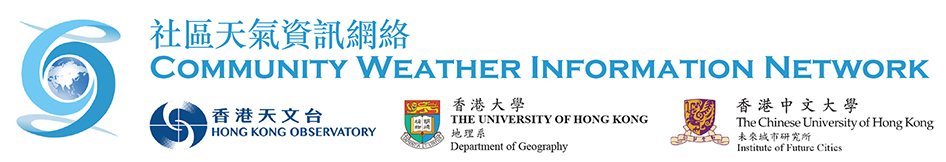 社區天氣資訊網絡
COMMUNITY WEATHER INFORMATION NETWORK
香港天文台
HONG KONG OBSERVATORY
香港大學
THE UNIVERSITY OF HONG KONG
地理系
Department of Geography
香港中文大學
The Chinese University of Hong Kong
未來城市研究所
Institute of Future Cities